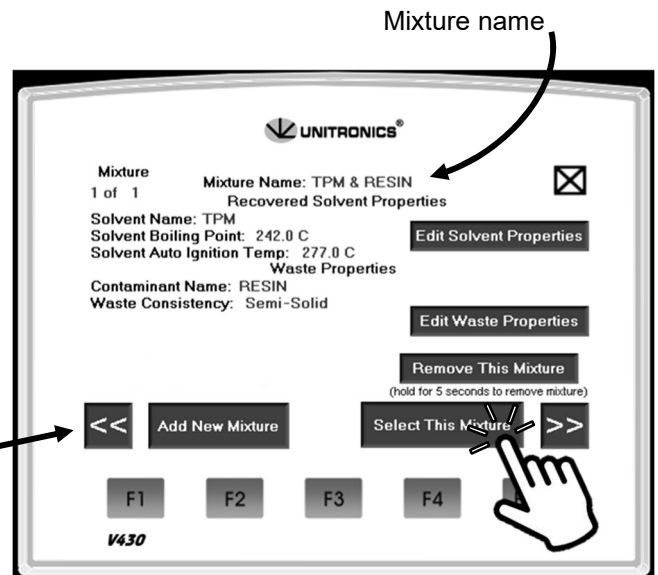 Mixture name
UNITRONICS®
Mixture
1 of 1
Mixture Name: TPM & RESIN
Recovered Solvent Properties
Solvent Name: TPM
Solvent Boiling Point: 242.0 C
Edit Solvent Properties
Solvent Auto Ignition Temp: 277.0 C
Waste Properties
Contaminant Name: RESIN
Waste Consistency: Semi-Solid
Edit Waste Properties
Remove This Mixture
(hold for 5 seconds to remove mixture)
<< Add New Mixture Select This Mixture >>
F1 F2 F3 F4
V430